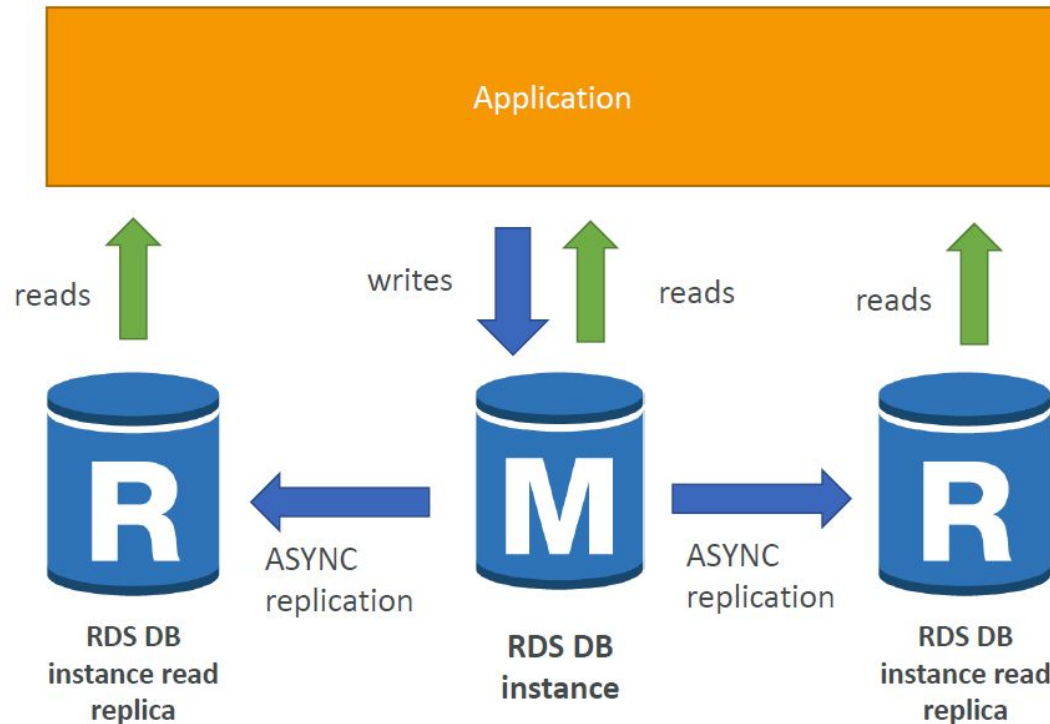 Application
reads
writes
reads
reads
R
M
R
ASYNC
replication
ASYNC
replication
RDS DB
instance read
replica
RDS DB
instance
RDS DB
instance read
replica